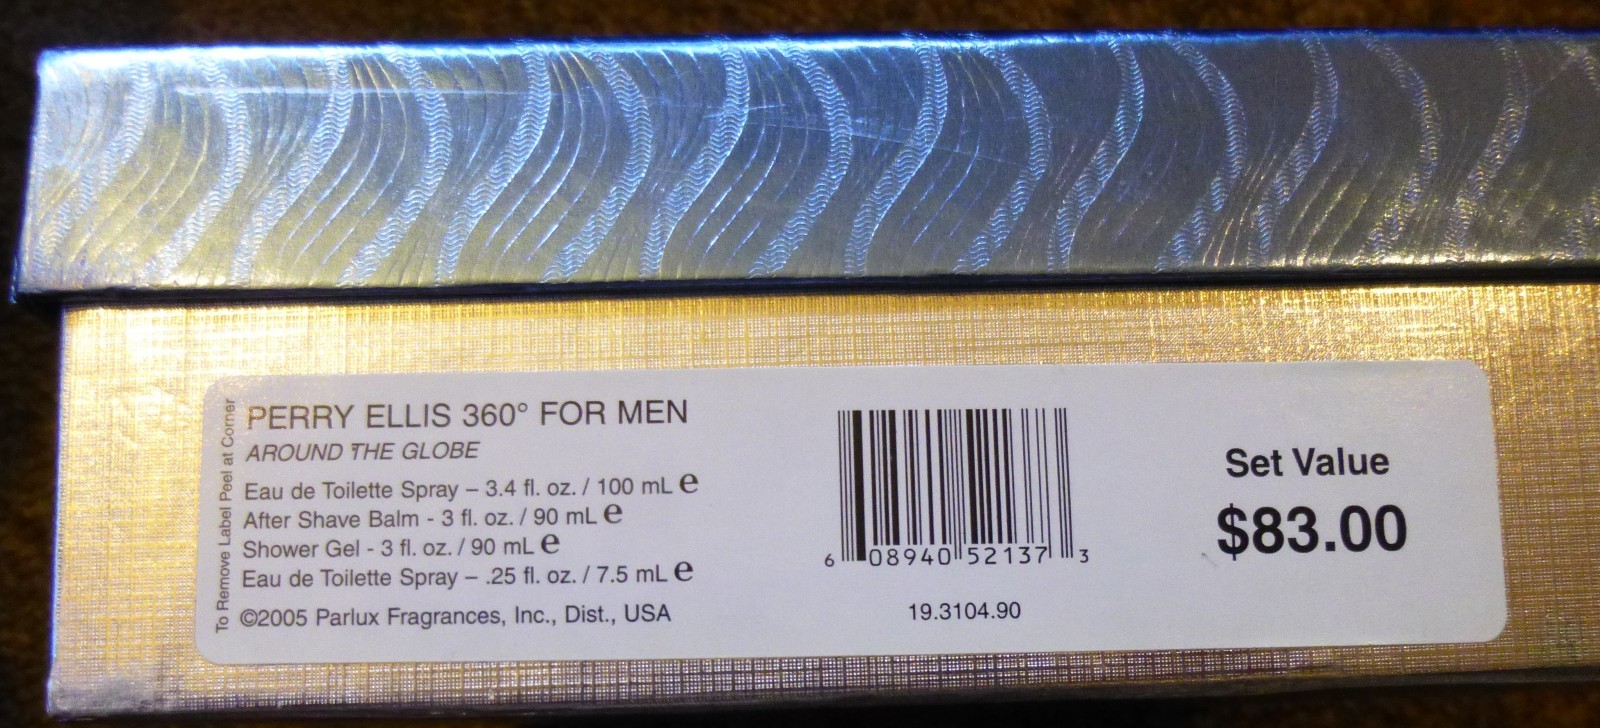 To Remove Label Peel at Corner
PERRY ELLIS 360° FOR MEN
AROUND THE GLOBE
Eau de Toilette Spray – 3.4 fl. oz. / 100 mL ℮
After Shave Balm - 3 fl. oz. / 90 mL ℮
Shower Gel - 3 fl. oz. / 90 mL ℮
Eau de Toilette Spray – .25 fl. oz. / 7.5 mL ℮
©2005 Parlux Fragrances, Inc., Dist., USA
6 08940 52137 3
19.3104.90
Set Value
$83.00